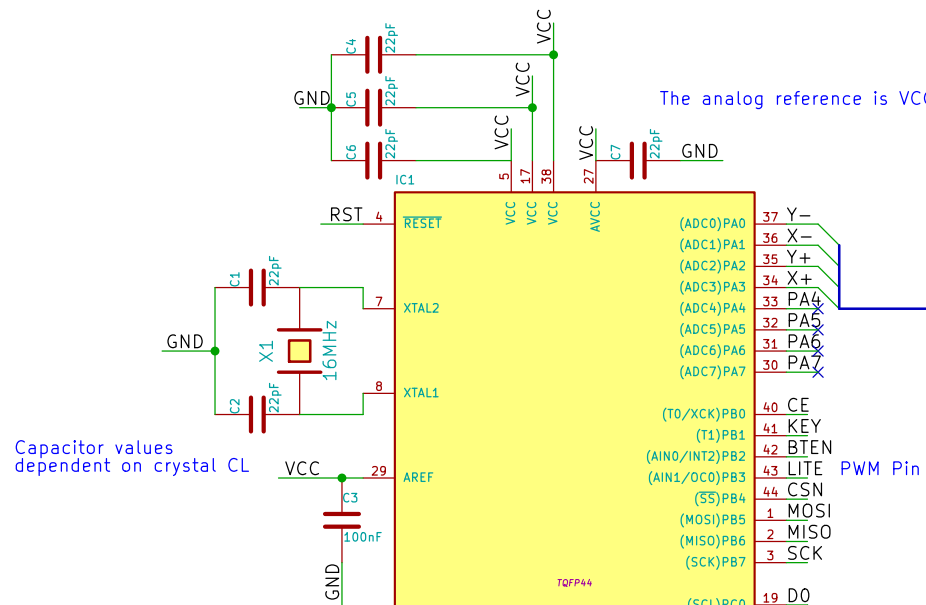 VCC
C4
22pF
VCC
GND
C5
22pF
The analog reference is VC
VCC
C6
22pF
VCC
C7
22pF
GND
IC1
5
17
38
27
VCC
VCC
VCC
AVCC
RST
4
RESET
C1
22pF
7
XTAL2
GND
X1
16MHz
8
XTAL1
C2
22pF
Capacitor values
dependent on crystal CL
VCC
29
AREF
C3
100nF
GND
(ADC0)PA0 37 Y-
(ADC1)PA1 36 X-
(ADC2)PA2 35 Y+
(ADC3)PA3 34 X+
(ADC4)PA4 33 PA4
(ADC5)PA5 32 PA5
(ADC6)PA6 31 PA6
(ADC7)PA7 30 PA7
(T0/XCK)PB0 40 CE
(T1)PB1 41 KEY
(AIN0/INT2)PB2 42 BTEN
(AIN1/OC0)PB3 43 LITE PWM Pin
(SS)PB4 44 CSN
(MOSI)PB5 1 MOSI
(MISO)PB6 2 MISO
(SCK)PB7 3 SCK
TQFP44
(SCL)PC0 19 D0